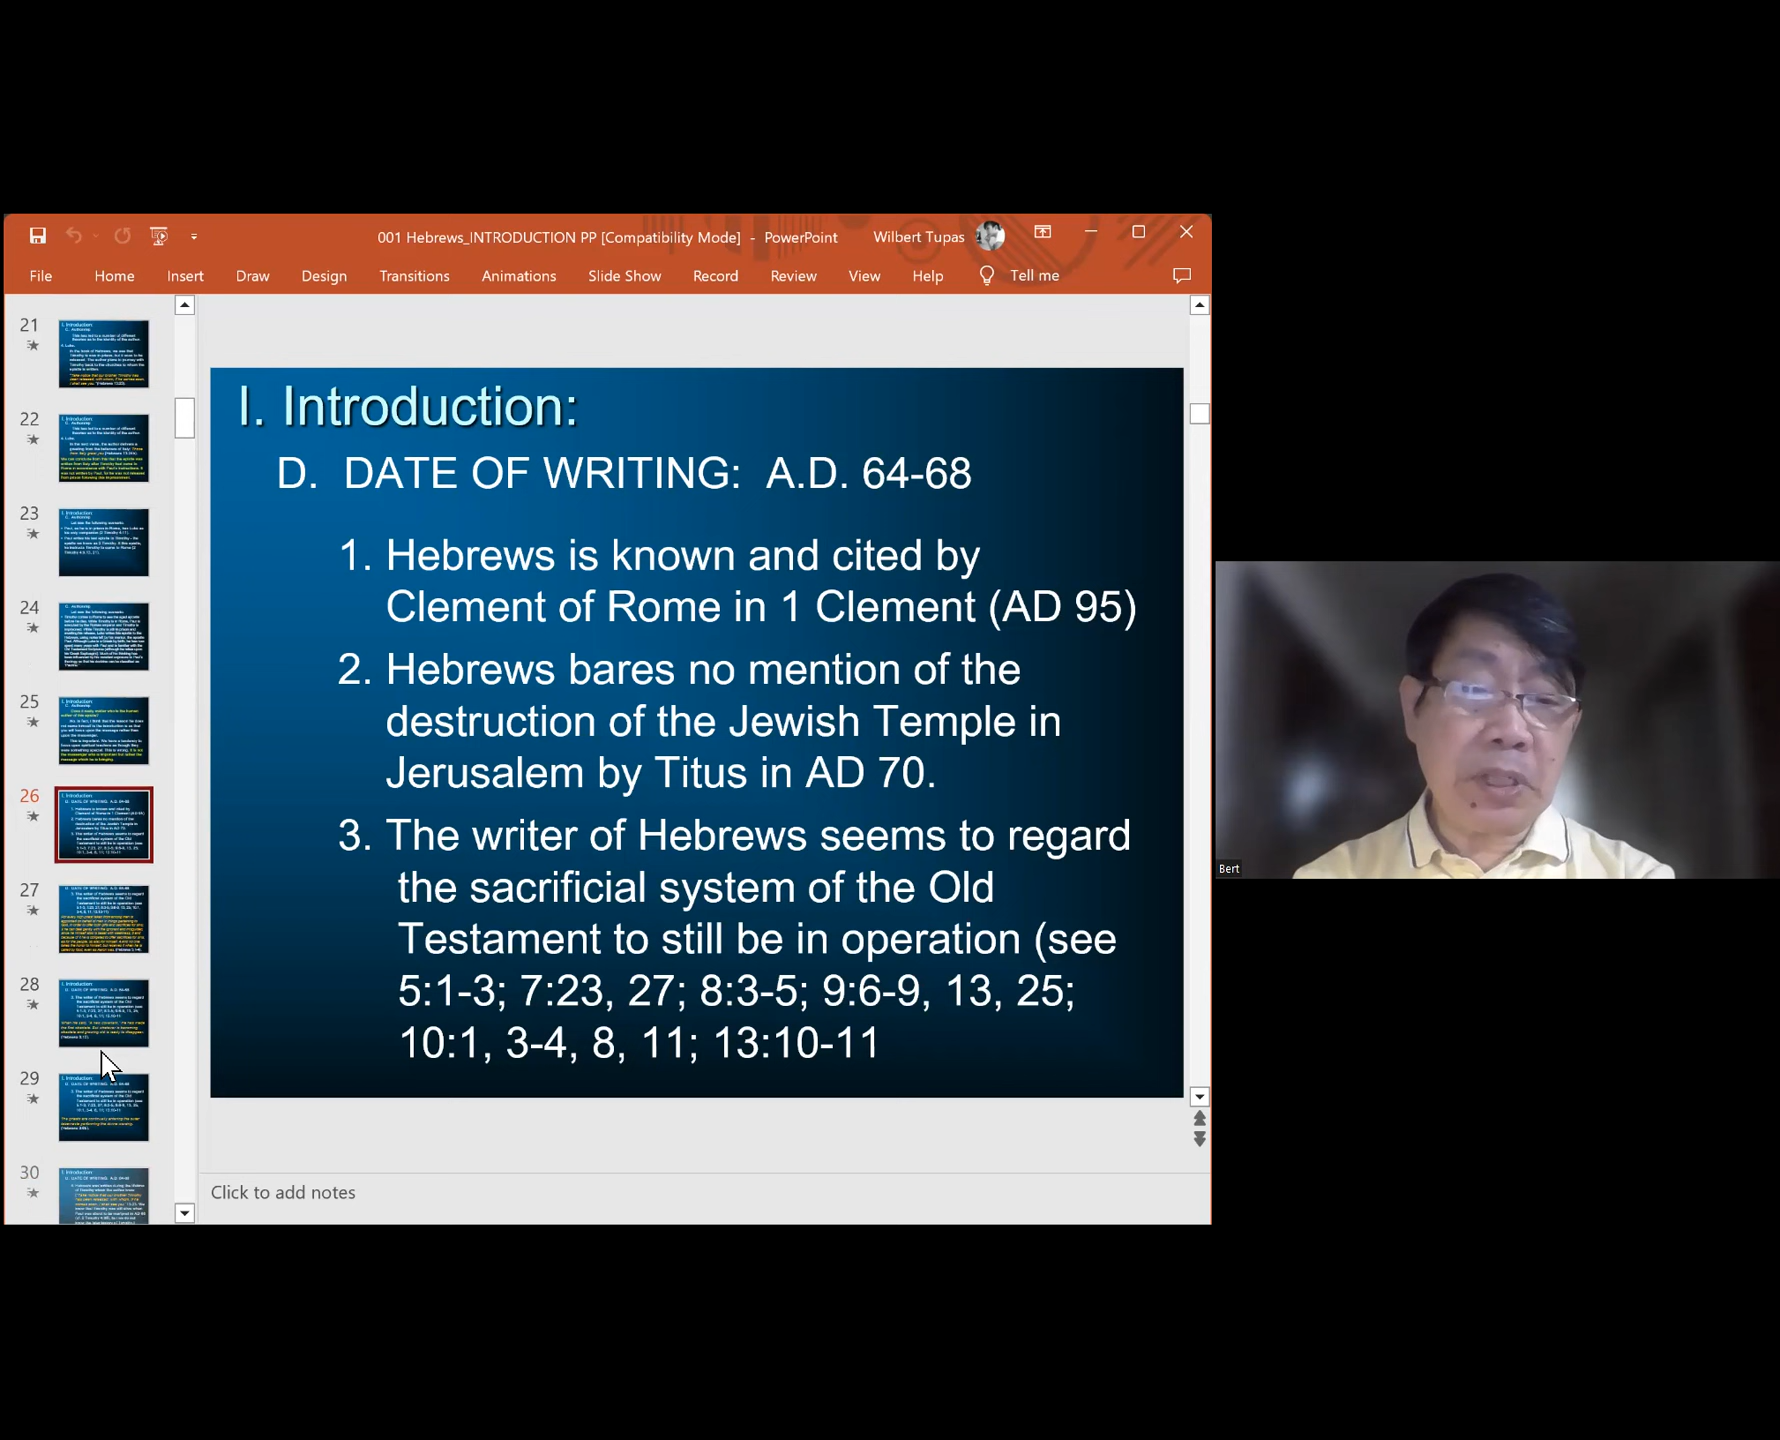 001 Hebrews_INTRODUCTION PP [Compatibility Mode] - PowerPoint
Wilbert Tupas
File Home Insert Draw Design Transitions Animations Slide Show Record Review View Help Tell me
21
22
23
24
25
26
27
28
29
30
I. Introduction:
D. DATE OF WRITING: A.D. 64-68
1. Hebrews is known and cited by
Clement of Rome in 1 Clement (AD 95)
2. Hebrews bares no mention of the
destruction of the Jewish Temple in
Jerusalem by Titus in AD 70.
3. The writer of Hebrews seems to regard
the sacrificial system of the Old
Testament to still be in operation (see
5:1-3; 7:23, 27; 8:3-5; 9:6-9, 13, 25;
10:1, 3-4, 8, 11; 13:10-11
Click to add notes
Bert